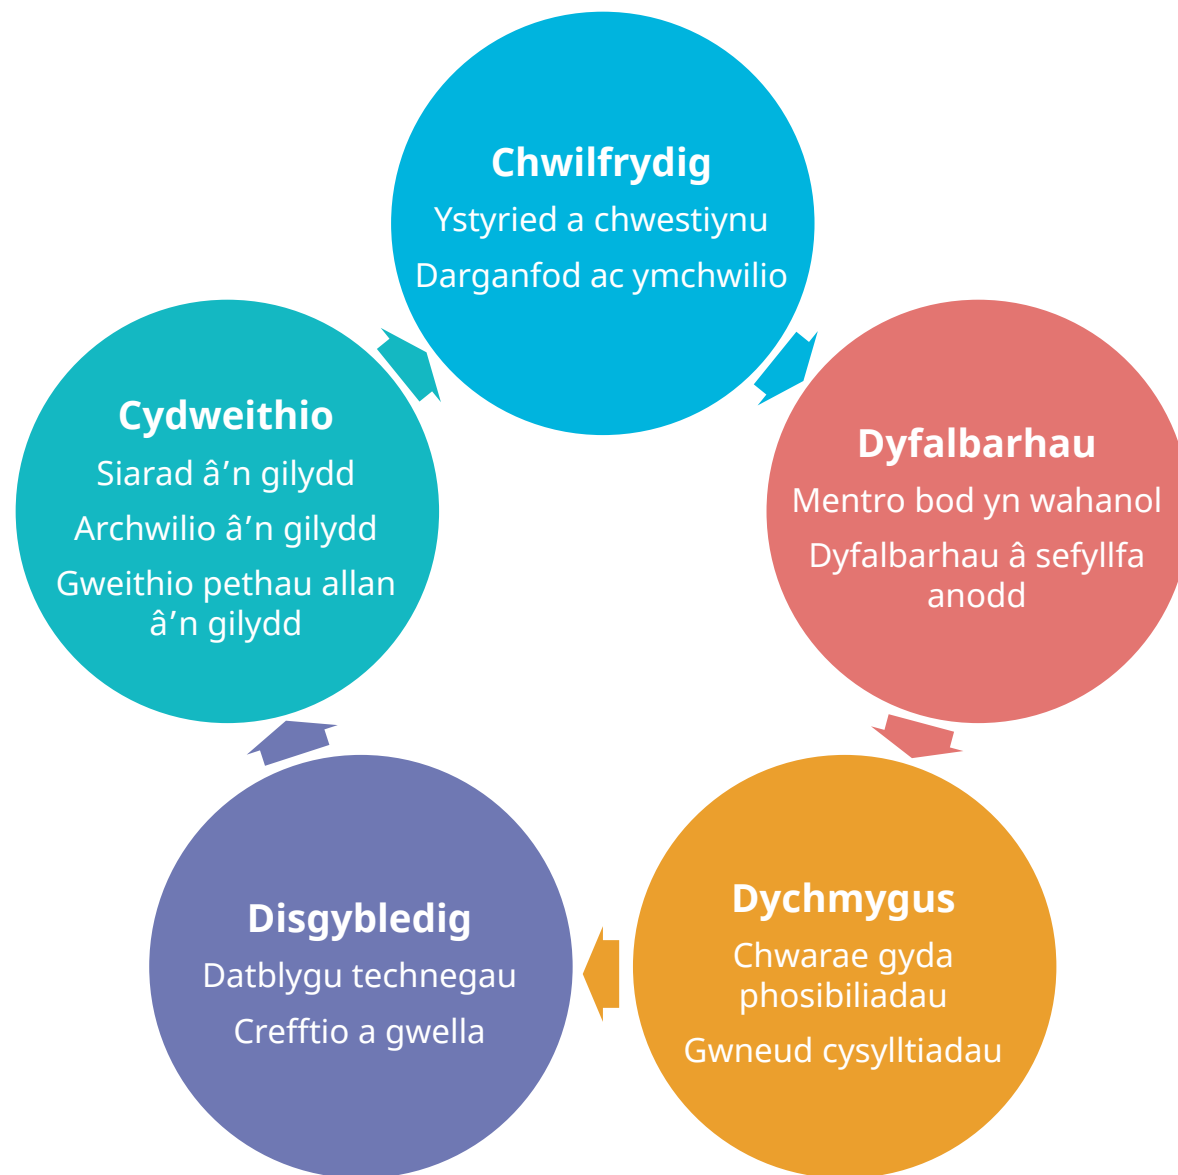 Chwilfrydig
Ystyried a chwestiynu
Darganfod ac ymchwilio
Dyfalbarhau
Mentro bod yn wahanol
Dyfalbarhau â sefyllfa
anodd
Dychmygus
Chwarae gyda
phosibiliadau
Gwneud cysylltiadau
Disgybledig
Datblygu technegau
Crefftio a gwella
Cydweithio
Siarad â’n gilydd
Archwilio â’n gilydd
Gweithio pethau allan
â’n gilydd